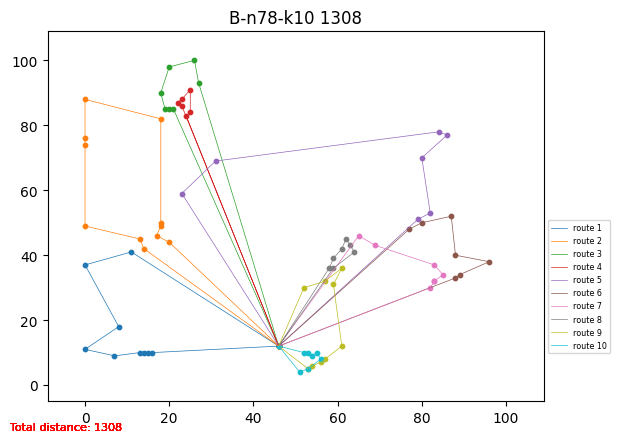 B-n78-k10 1308
100
80
60
40
20
0
0
20
40
60
80
100
route 1
route 2
route 3
route 4
route 5
route 6
route 7
route 8
route 9
route 10
Total distance: 1308